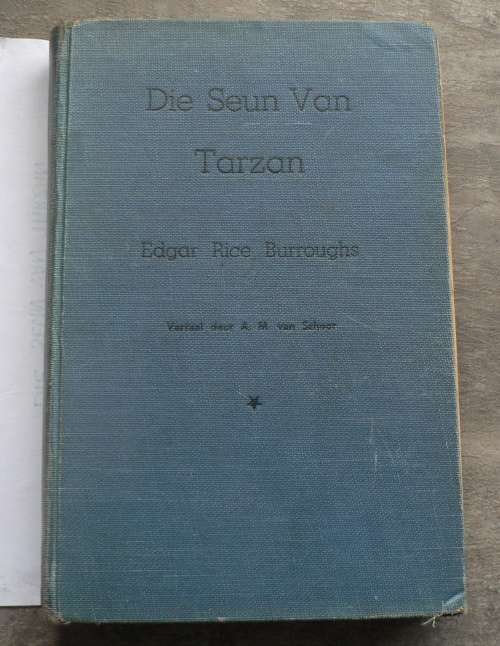 Die Seun Van
Tarzan
Edgar Rice Burroughs
Vertaal deur A. M. van Schoor